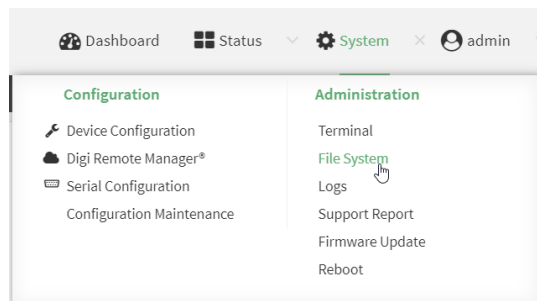 Dashboard Status System admin
Configuration
Device Configuration
Digi Remote Manager®
Serial Configuration
Configuration Maintenance
Administration
Terminal
File System
Logs
Support Report
Firmware Update
Reboot